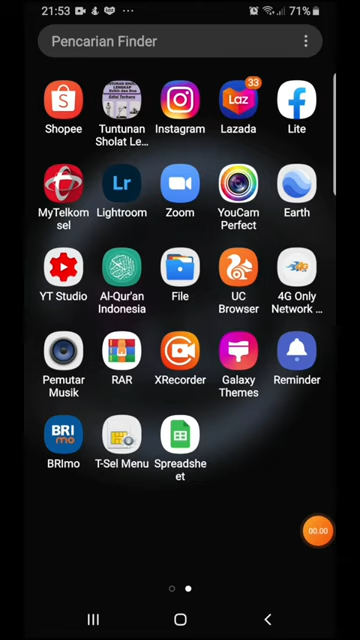 21:53
71%
Pencarian Finder
Shopee
Tuntunan
Sholat Le...
Instagram
Laz
33
Lazada
Lite
MyTelkom
sel
Lr
Lightroom
Zoom
YouCam
Perfect
Earth
YT Studio
Al-Qur'an
Indonesia
File
UC
Browser
4G Only
Network ...
Pemutar
Musik
RAR
XRecorder
Galaxy
Themes
Reminder
BRI
mo
BRImo
T-Sel Menu
Spreadshe
et
00.00